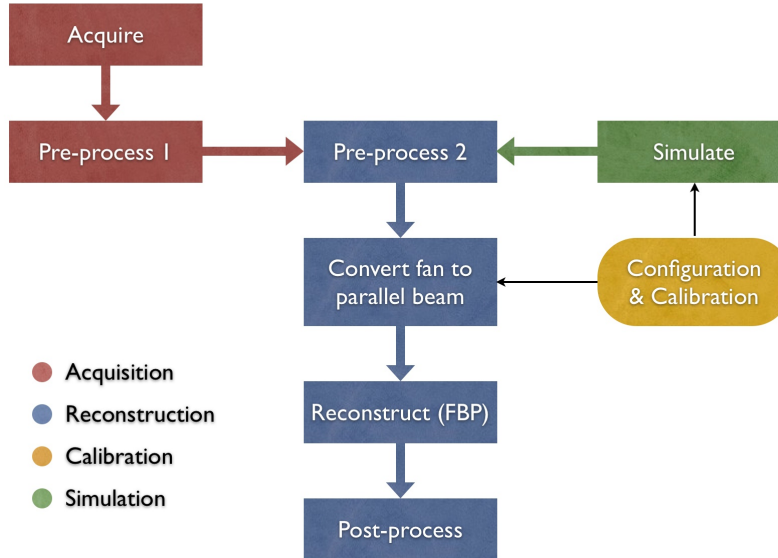 Acquire
Pre-process 1
Pre-process 2
Simulate
Convert fan to
parallel beam
Configuration
& Calibration
Acquisition
Reconstruction
Calibration
Simulation
Reconstruct (FBP)
Post-process